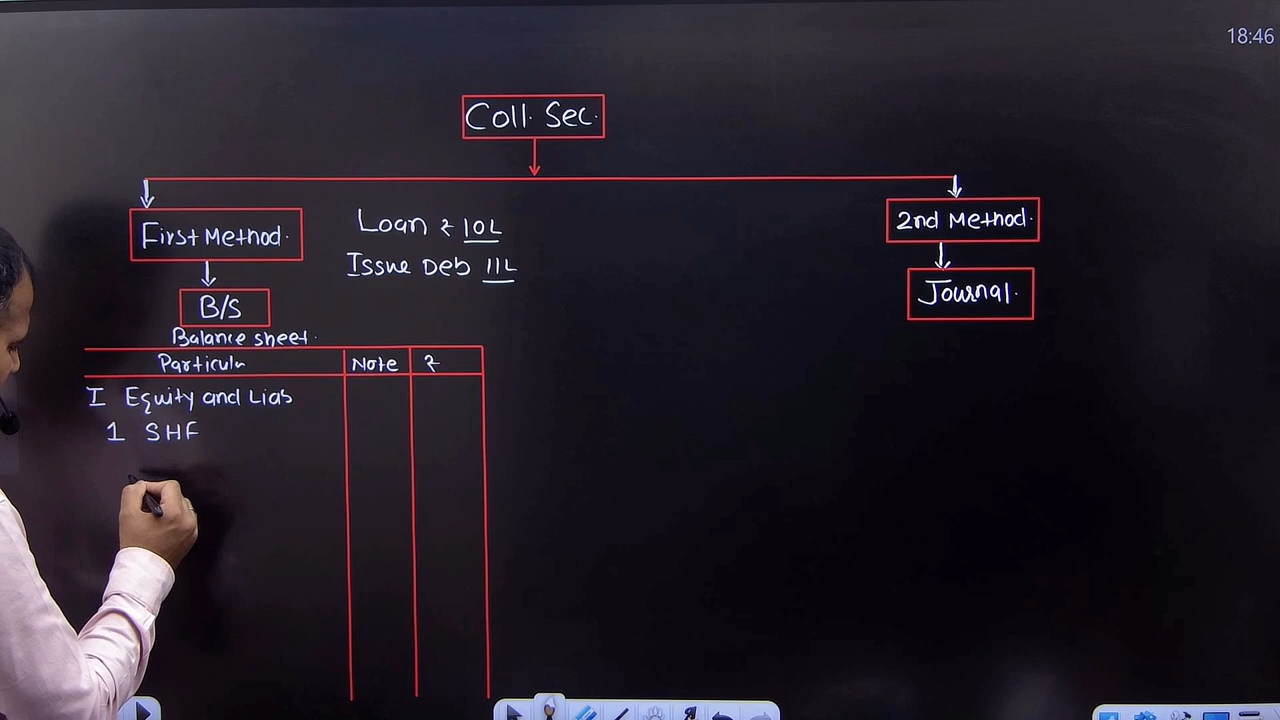 18:46
Coll. Sec.
First Method.
Loan ₹ 10L
Issue Deb 11L
2nd Method.
B/S
Journal.
Balance sheet.
Particula Note ₹
I Equity and Liab
1 SHF